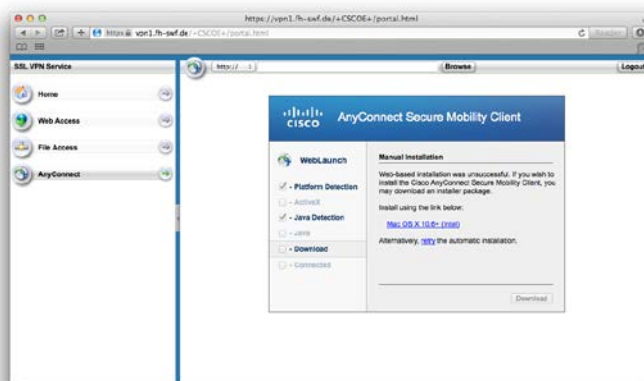 https://vpn1.fh-swf.de/+CSCOE+/portal.html
https vpn1.fh-swf.de/+CSCOE+/portal.html
Reader
SSL VPN Service
http://
Browse
Logout
Home
Web Access
File Access
AnyConnect
CISCO
AnyConnect Secure Mobility Client
WebLaunch
- Platform Detection
- ActiveX
- Java Detection
- Java
- Download
- Connected
Manual Installation
Web-based installation was unsuccessful. If you wish to
install the Cisco AnyConnect Secure Mobility Client, you
may download an installer package.
Install using the link below:
Mac OS X 10.6+ (Intel)
Alternatively, retry the automatic installation.
Download